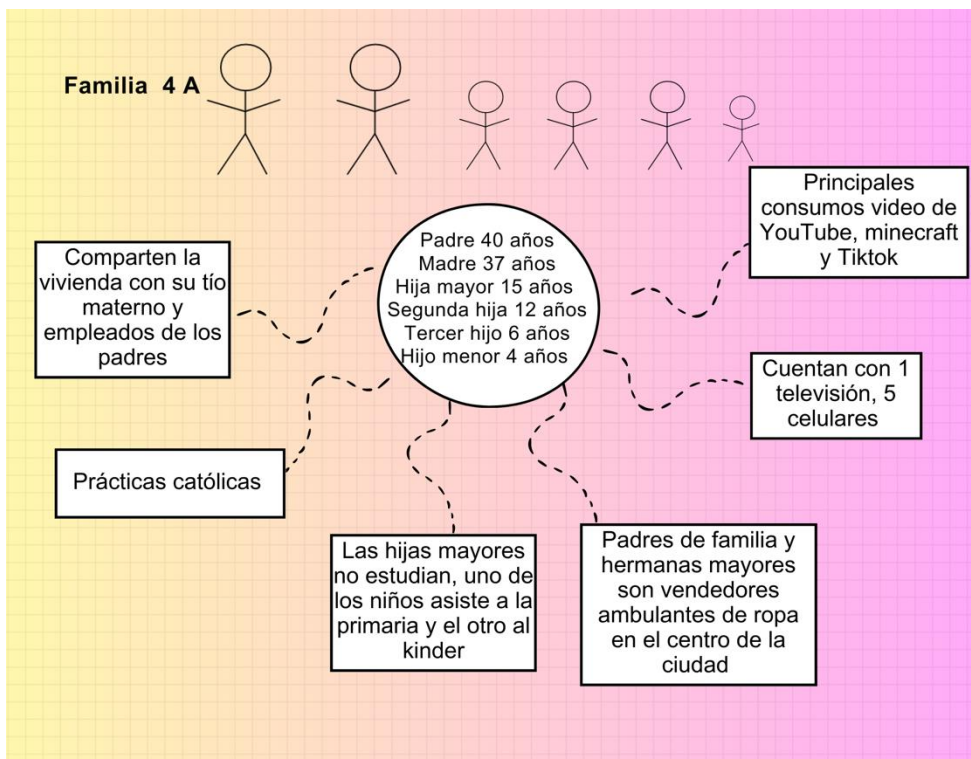 Familia 4 A
Principales
consumos video de
YouTube, minecraft
y Tiktok
Padre 40 años
Madre 37 años
Hija mayor 15 años
Segunda hija 12 años
Tercer hijo 6 años
Hijo menor 4 años
Comparten la
vivienda con su tío
materno y
empleados de los
padres
Cuentan con 1
televisión, 5
celulares
Prácticas católicas
Las hijas mayores
no estudian, uno de
los niños asiste a la
primaria y el otro al
kinder
Padres de familia y
hermanas mayores
son vendedores
ambulantes de ropa
en el centro de la
ciudad